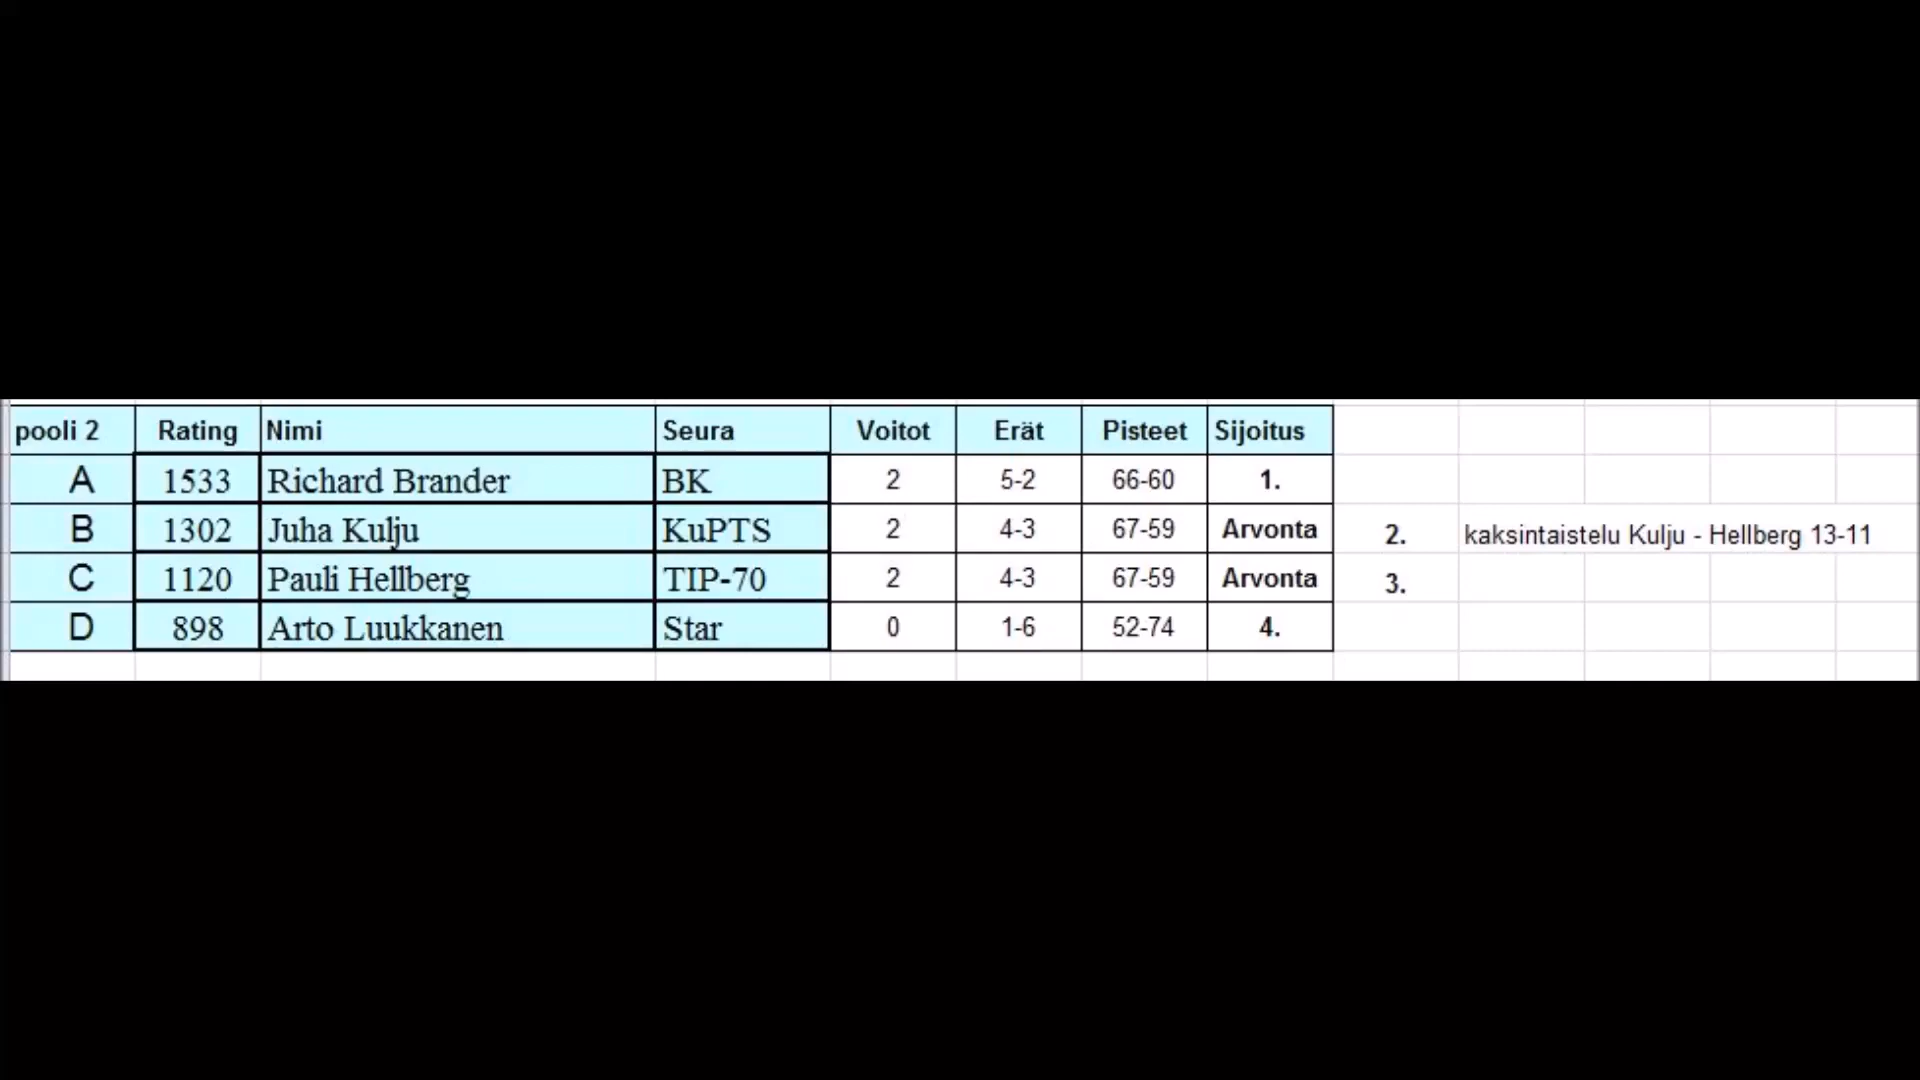 pooli 2 Rating Nimi Seura Voitot Erät Pisteet Sijoitus
A 1533 Richard Brander BK 2 5-2 66-60 1.
B 1302 Juha Kulju KuPTS 2 4-3 67-59 Arvonta 2. kaksintaistelu Kulju - Hellberg 13-11
C 1120 Pauli Hellberg TIP-70 2 4-3 67-59 Arvonta 3.
D 898 Arto Luukkanen Star 0 1-6 52-74 4.